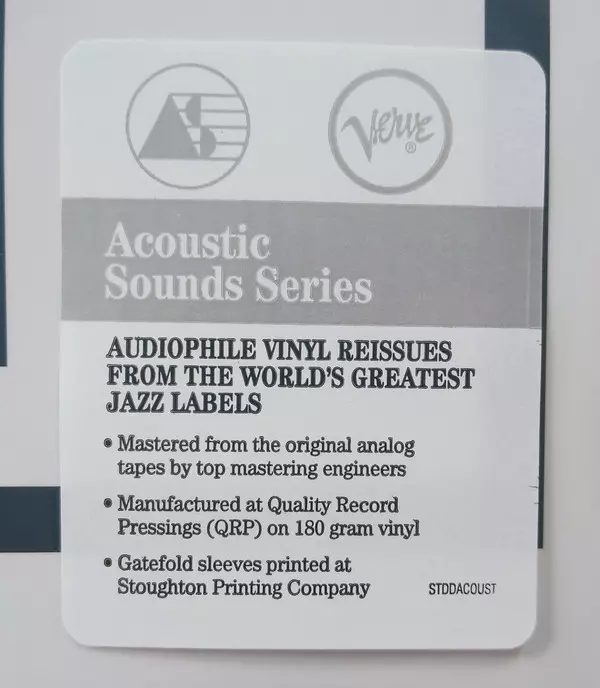 AS
Verve®
Acoustic
Sounds Series
AUDIOPHILE VINYL REISSUES
FROM THE WORLD'S GREATEST
JAZZ LABELS
• Mastered from the original analog
tapes by top mastering engineers
• Manufactured at Quality Record
Pressings (QRP) on 180 gram vinyl
• Gatefold sleeves printed at
Stoughton Printing Company
STDDACOUST